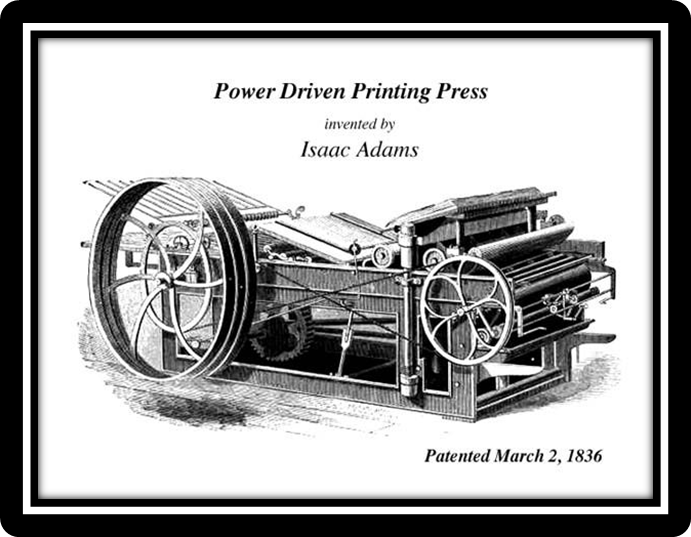 Power Driven Printing Press
invented by
Isaac Adams
Patented March 2, 1836